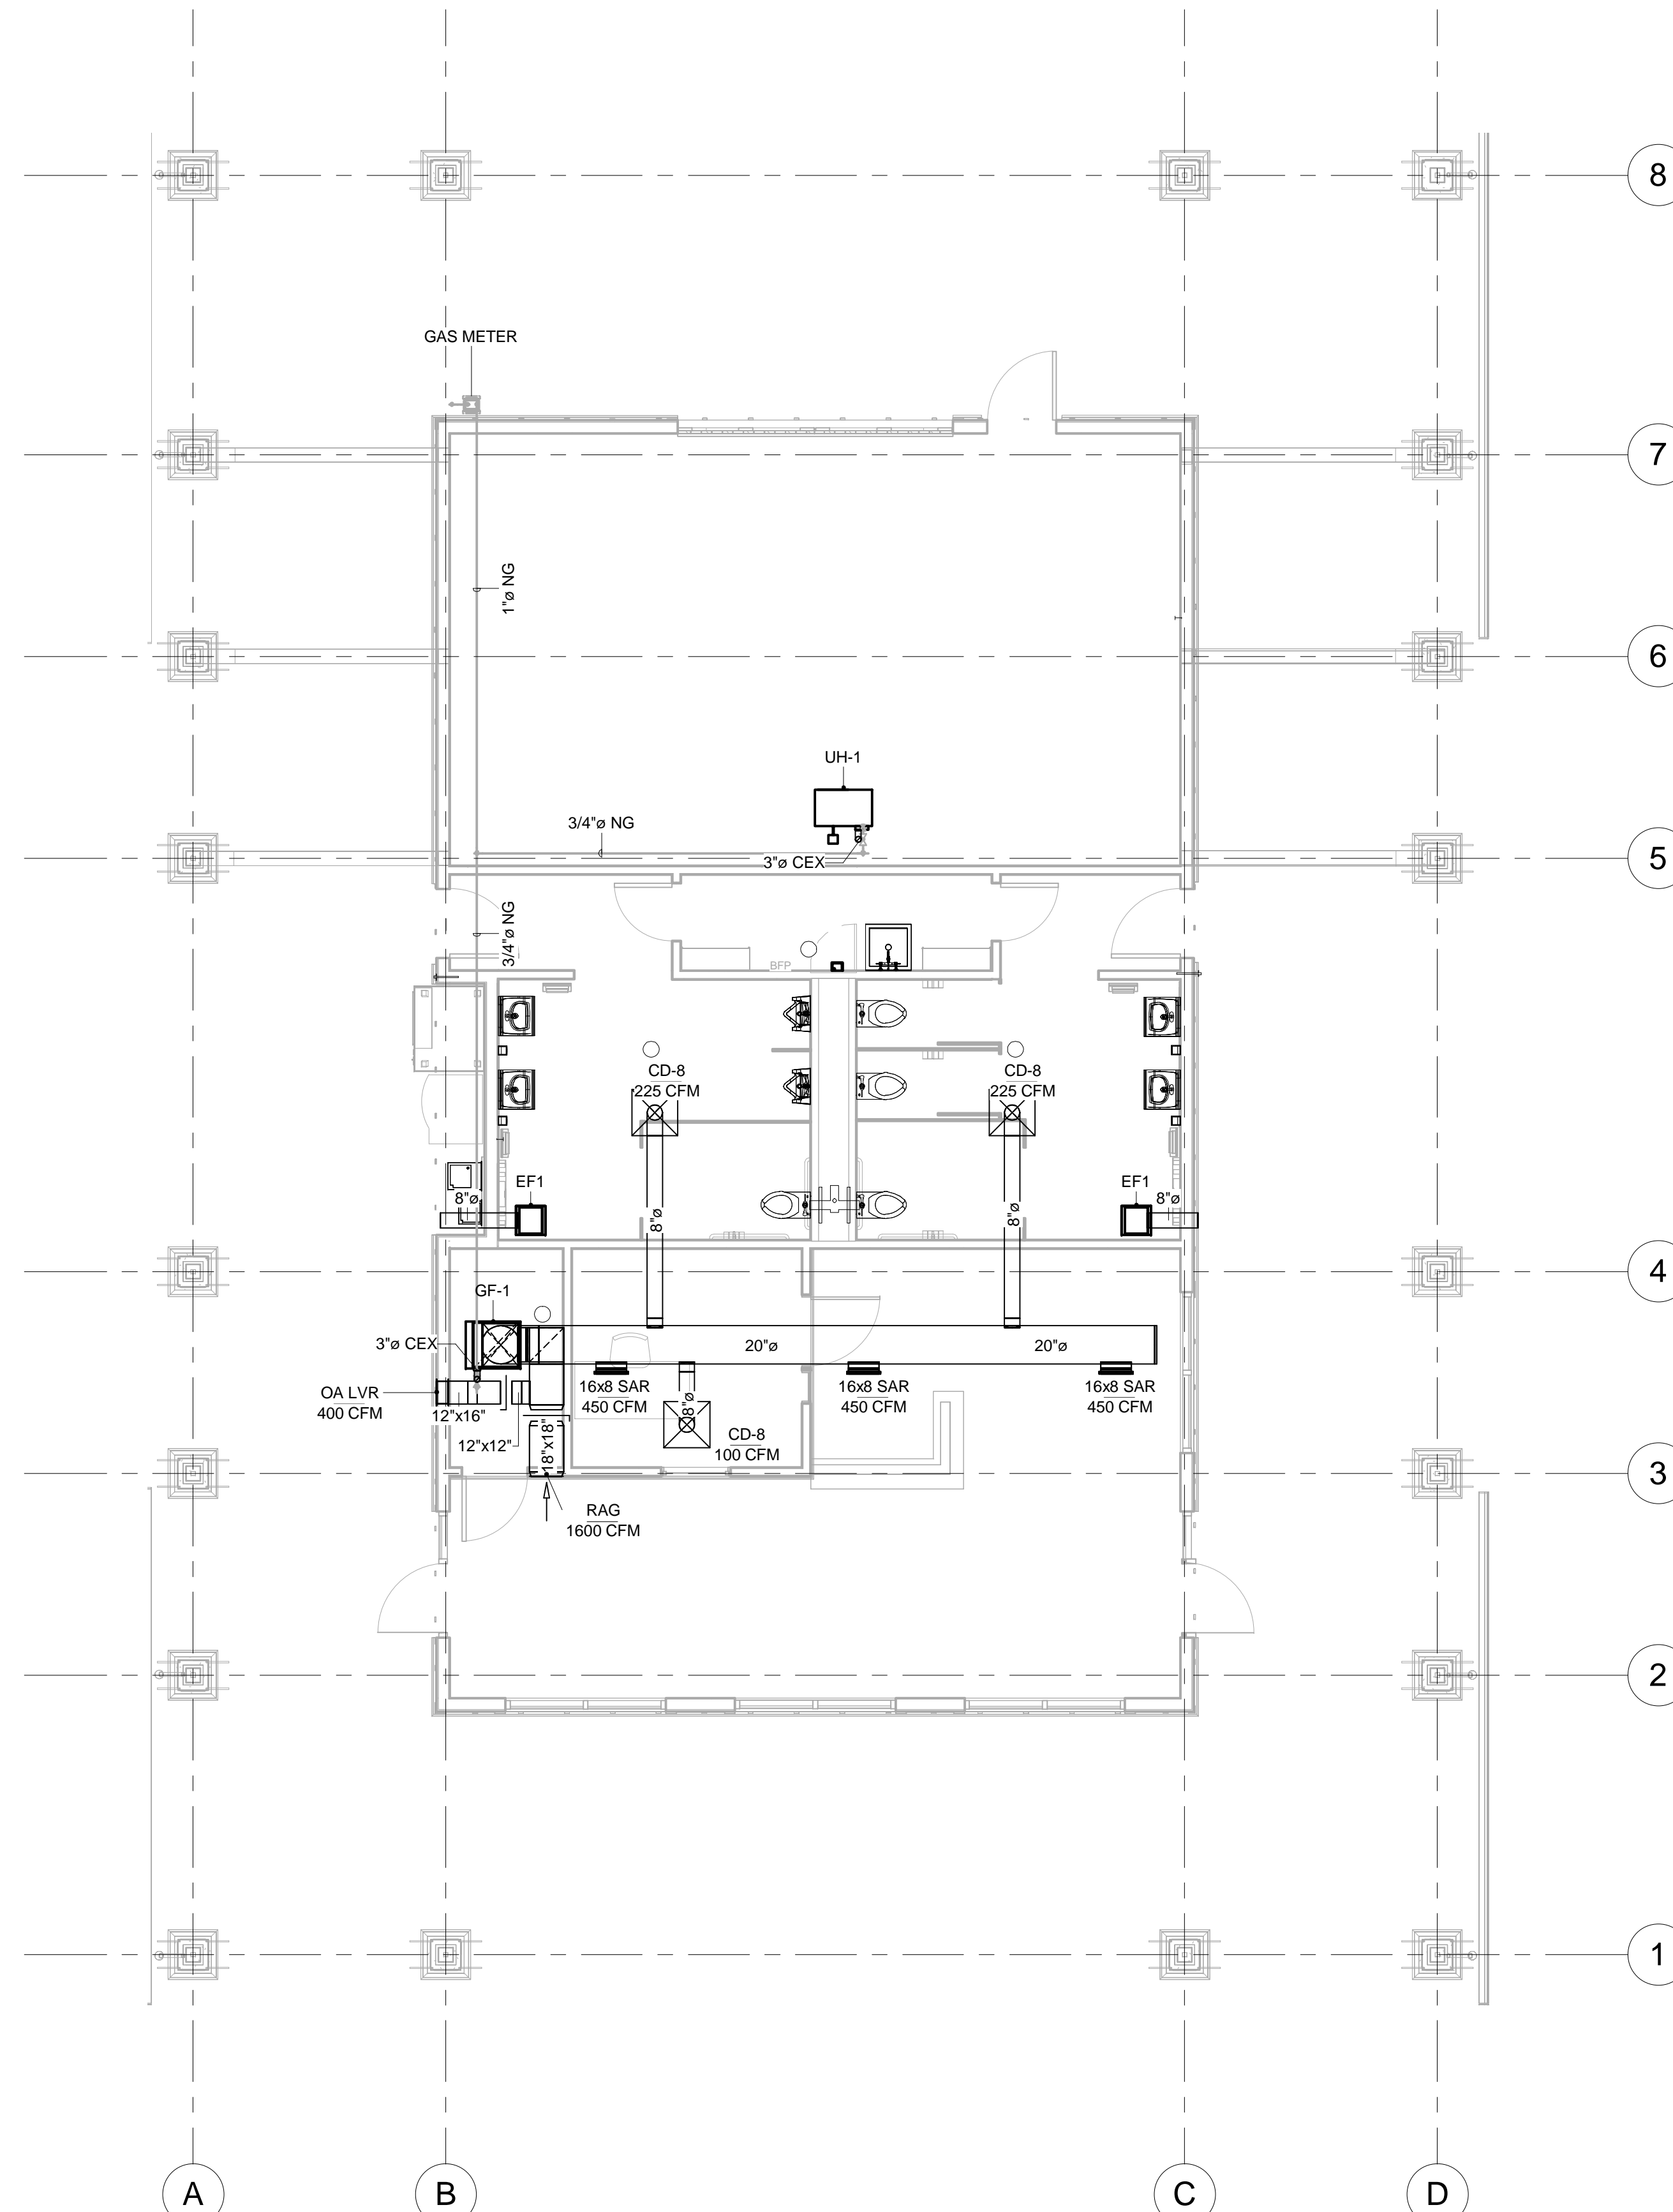 8
GAS METER
7
1"ø NG
6
UH-1
3/4"ø NG
3"ø CEX
5
3/4"ø NG
BFP
CD-8
225 CFM
CD-8
225 CFM
EF1
8"ø
EF1
8"ø
8"ø
8"ø
4
GF-1
3"ø CEX
20"ø
20"ø
OA LVR
400 CFM
12"x16"
16x8 SAR
450 CFM
16x8 SAR
450 CFM
16x8 SAR
450 CFM
8"ø
12"x12"
18"x18"
CD-8
100 CFM
3
RAG
1600 CFM
2
1
A
B
C
D